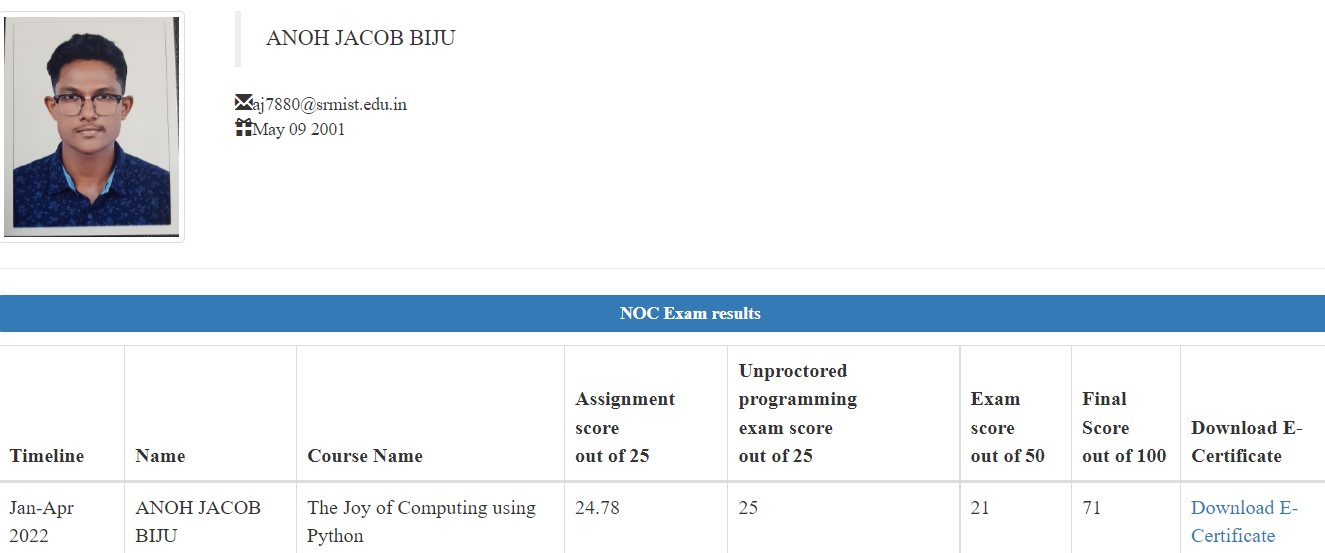 ANOH JACOB BIJU
aj7880@srmist.edu.in
May 09 2001
NOC Exam results
Timeline
Name
Course Name
Assignment
score
out of 25
Unproctored
programming
exam score
out of 25
Exam
score
out of 50
Final
Score
out of 100
Download E-
Certificate
Jan-Apr
2022
ANOH JACOB
BIJU
The Joy of Computing using
Python
24.78
25
21
71
Download E-
Certificate